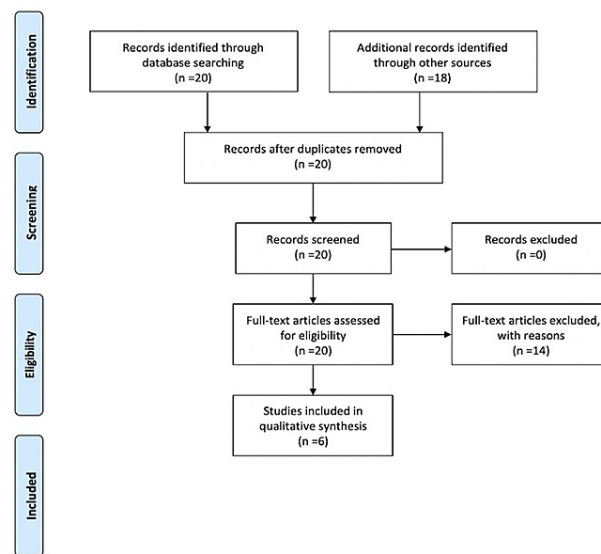 Identification
Records identified through
database searching
(n =20)
Additional records identified
through other sources
(n =18)
Records after duplicates removed
(n =20)
Screening
Records screened
(n =20)
Records excluded
(n =0)
Eligibility
Full-text articles assessed
for eligibility
(n =20)
Full-text articles excluded,
with reasons
(n =14)
Studies included in
qualitative synthesis
(n =6)
Included